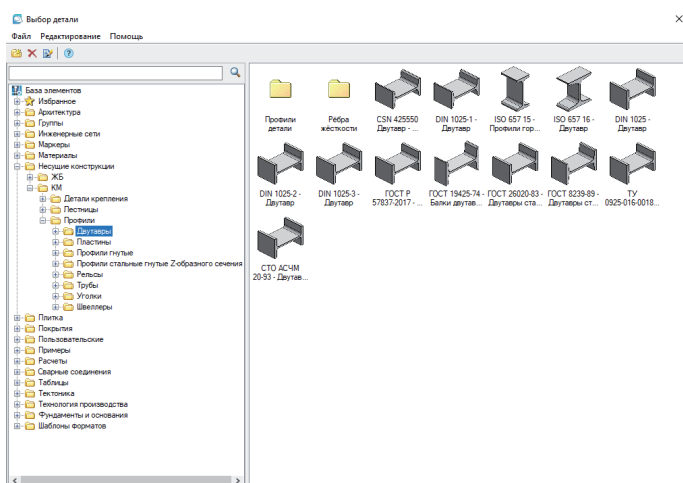 Выбор детали
Файл Редактирование Помощь
База элементов
Избранное
Архитектура
Группы
Инженерные сети
Маркеры
Материалы
Несущие конструкции
ЖБ
КМ
Детали крепления
Лестницы
Профили
Двутавры
Пластины
Профили гнутые
Профили стальные гнутые Z-образного сечения
Рельсы
Трубы
Уголки
Швеллеры
Плитка
Покрытия
Пользовательские
Примеры
Расчеты
Сварные соединения
Таблицы
Тектоника
Технология производства
Фундаменты и основания
Шаблоны форматов
Профили Рёбра CSN 425550 DIN 1025-1 - ISO 657 15 - ISO 657 16 - DIN 1025 -
детали жёсткости Двутавр - ... Двутавр Профили гор... Двутавр Двутавр
DIN 1025-2 - DIN 1025-3 - ГОСТ Р ГОСТ 19425-74 - ГОСТ 26020-83 - ГОСТ 8239-89 - ТУ
Двутавр Двутавр 57837-2017 - ... Балки двутав... Двутавры ста... Двутавры ст... 0925-016-0018...
СТО АСЧМ
20-93 - Двутав...